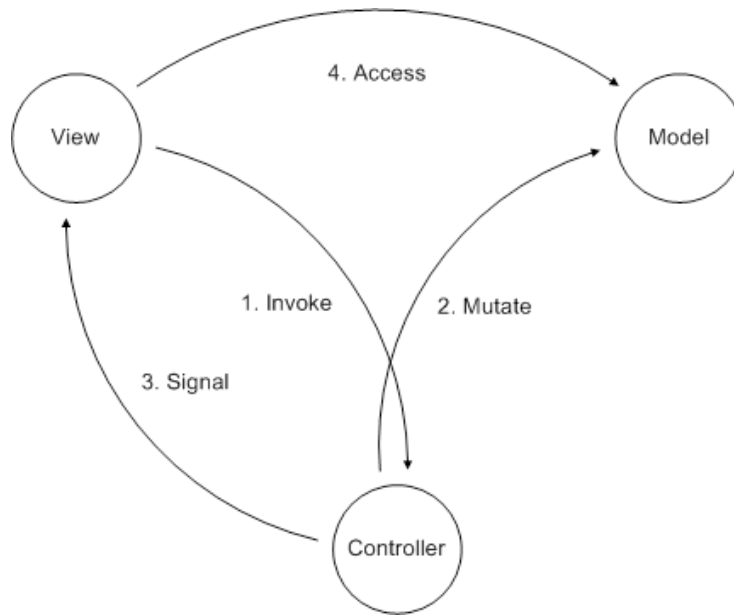 4. Access
View
Model
1. Invoke
2. Mutate
3. Signal
Controller